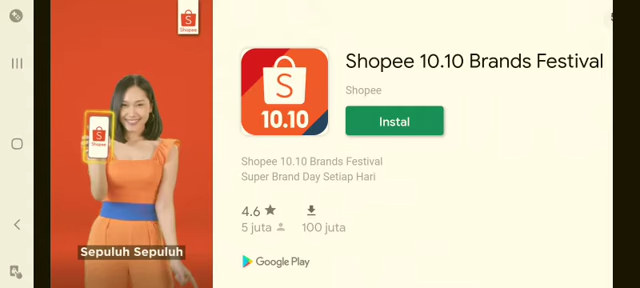 Shopee
Shopee
Sepuluh Sepuluh
S
10.10
Shopee 10.10 Brands Festival
Shopee
Instal
Shopee 10.10 Brands Festival
Super Brand Day Setiap Hari
4.6
5 juta
100 juta
Google Play